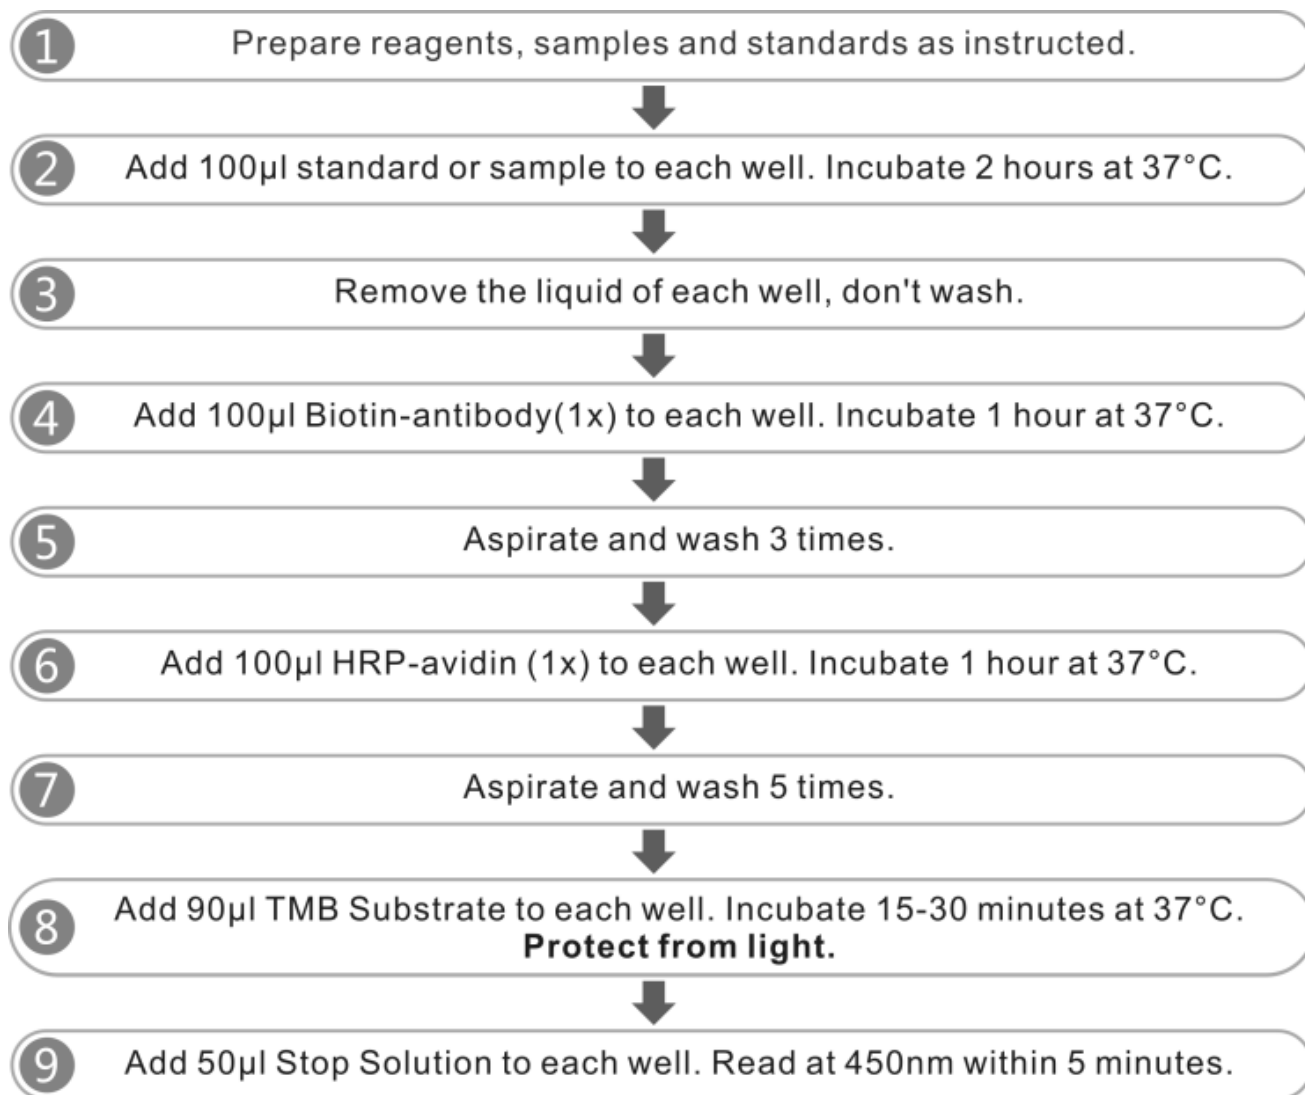 1 Prepare reagents, samples and standards as instructed.
2 Add 100µl standard or sample to each well. Incubate 2 hours at 37°C.
3 Remove the liquid of each well, don't wash.
4 Add 100µl Biotin-antibody(1x) to each well. Incubate 1 hour at 37°C.
5 Aspirate and wash 3 times.
6 Add 100µl HRP-avidin (1x) to each well. Incubate 1 hour at 37°C.
7 Aspirate and wash 5 times.
8 Add 90µl TMB Substrate to each well. Incubate 15-30 minutes at 37°C.
Protect from light.
9 Add 50µl Stop Solution to each well. Read at 450nm within 5 minutes.